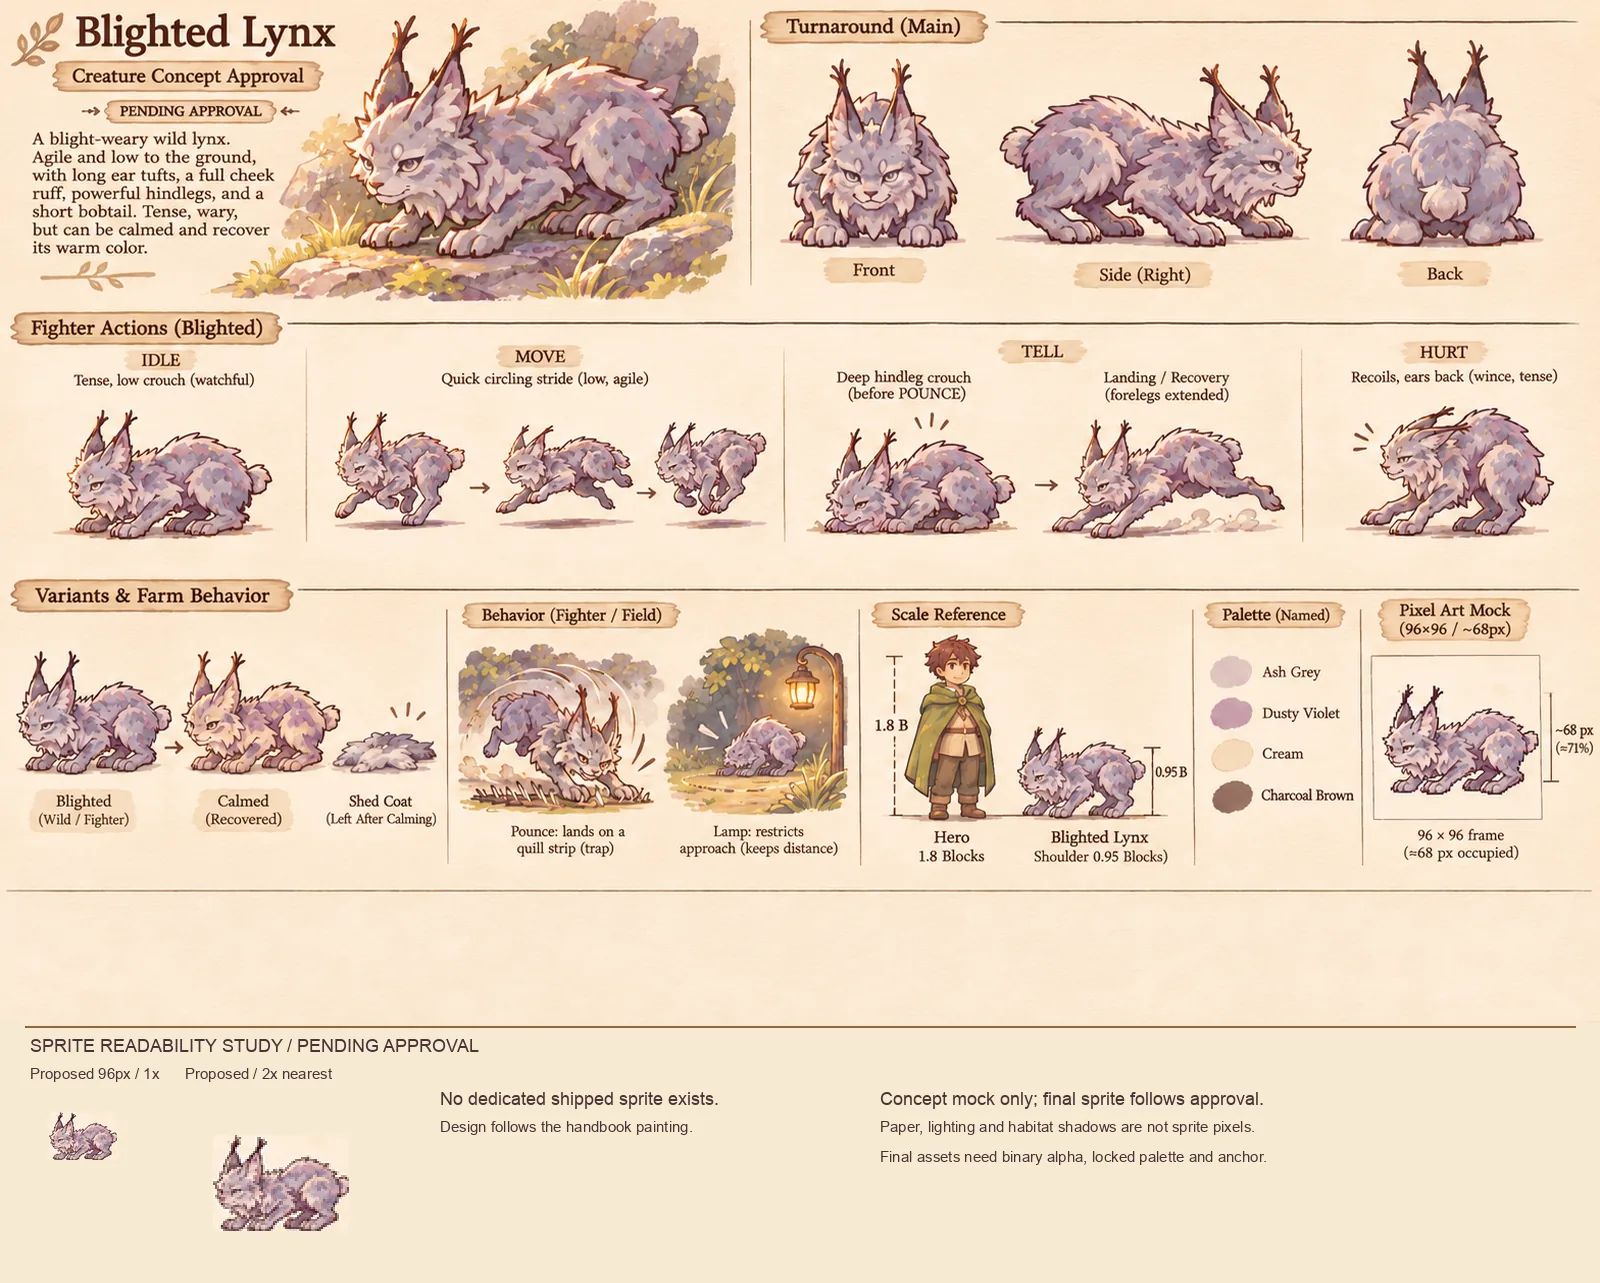 Blighted Lynx
Creature Concept Approval
PENDING APPROVAL
A blight-weary wild lynx.
Agile and low to the ground,
with long ear tufts, a full cheek
ruff, powerful hindlegs, and a
short bobtail. Tense, wary,
but can be calmed and recover
its warm color.
Turnaround (Main)
Front
Side (Right)
Back
Fighter Actions (Blighted)
IDLE
Tense, low crouch (watchful)
MOVE
Quick circling stride (low, agile)
TELL
Deep hindleg crouch
(before POUNCE)
Landing / Recovery
(forelegs extended)
HURT
Recoils, ears back (wince, tense)
Variants & Farm Behavior
Blighted
(Wild / Fighter)
Calmed
(Recovered)
Shed Coat
(Left After Calming)
Behavior (Fighter / Field)
Pounce: lands on a
quill strip (trap)
Lamp: restricts
approach (keeps distance)
Scale Reference
1.8 B
0.95 B
Hero
1.8 Blocks
Blighted Lynx
Shoulder 0.95 Blocks)
Palette (Named)
Ash Grey
Dusty Violet
Cream
Charcoal Brown
Pixel Art Mock
(96×96 / ~68px)
~68 px
(≈71%)
96 × 96 frame
(≈68 px occupied)
SPRITE READABILITY STUDY / PENDING APPROVAL
Proposed 96px / 1x
Proposed / 2x nearest
No dedicated shipped sprite exists.
Design follows the handbook painting.
Concept mock only; final sprite follows approval.
Paper, lighting and habitat shadows are not sprite pixels.
Final assets need binary alpha, locked palette and anchor.